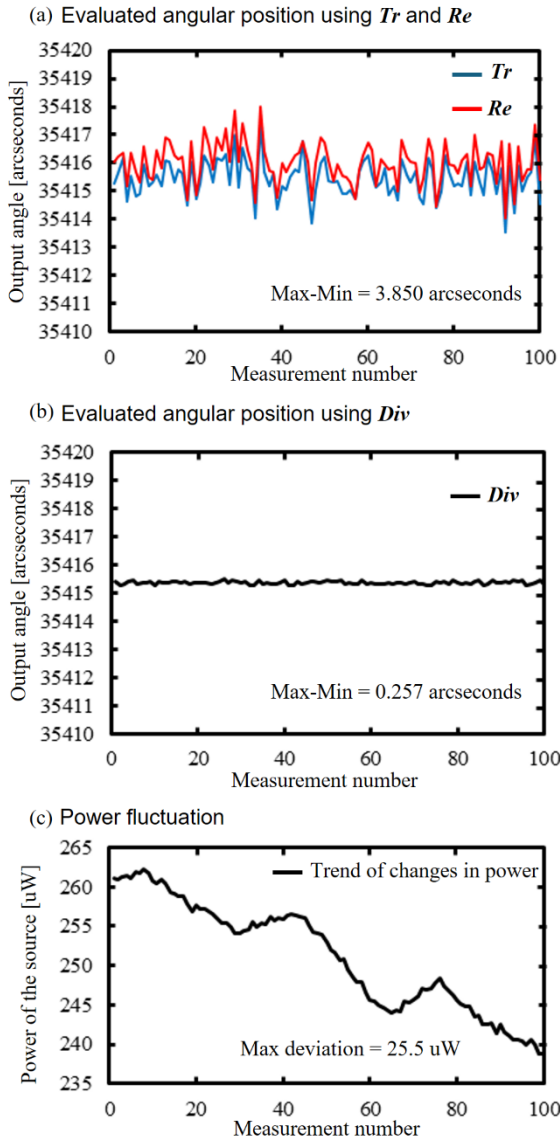 (a) Evaluated angular position using Tr and Re
Output angle [arcseconds]
35420
35419
35418
35417
35416
35415
35414
35413
35412
35411
35410
Tr
Re
Max-Min = 3.850 arcseconds
0 20 40 60 80 100
Measurement number
(b) Evaluated angular position using Div
Output angle [arcseconds]
35420
35419
35418
35417
35416
35415
35414
35413
35412
35411
35410
Div
Max-Min = 0.257 arcseconds
0 20 40 60 80 100
Measurement number
(c) Power fluctuation
Power of the source [uW]
265
260
255
250
245
240
235
Trend of changes in power
Max deviation = 25.5 uW
0 20 40 60 80 100
Measurement number